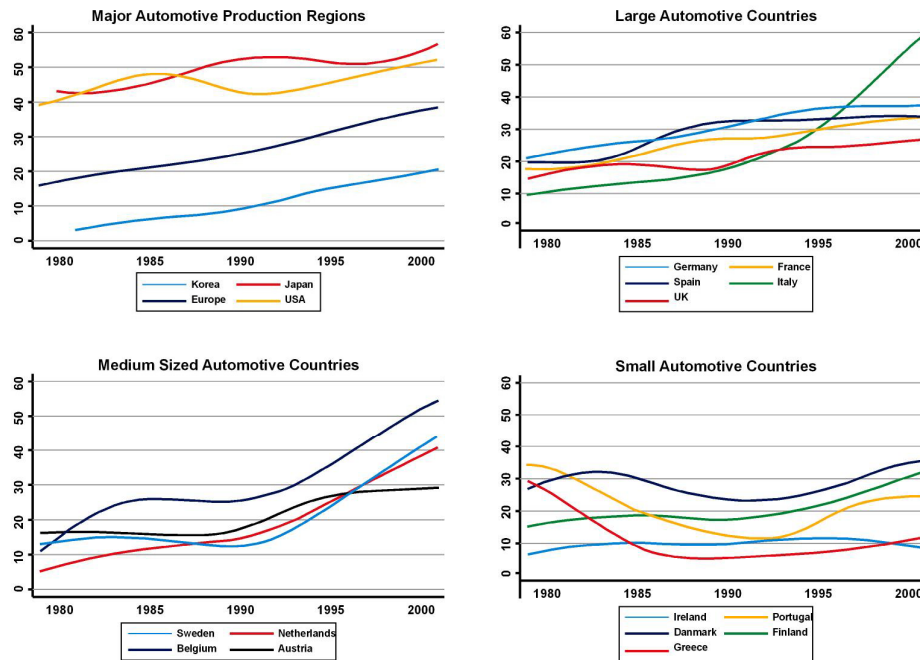 Major Automotive Production Regions
60
50
40
30
20
10
0
1980 1985 1990 1995 2000
Korea Japan
Europe USA
Large Automotive Countries
60
50
40
30
20
10
0
1980 1985 1990 1995 2000
Germany France
Spain Italy
UK
Medium Sized Automotive Countries
60
50
40
30
20
10
0
1980 1985 1990 1995 2000
Sweden Netherlands
Belgium Austria
Small Automotive Countries
60
50
40
30
20
10
0
1980 1985 1990 1995 2000
Ireland Portugal
Danmark Finland
Greece